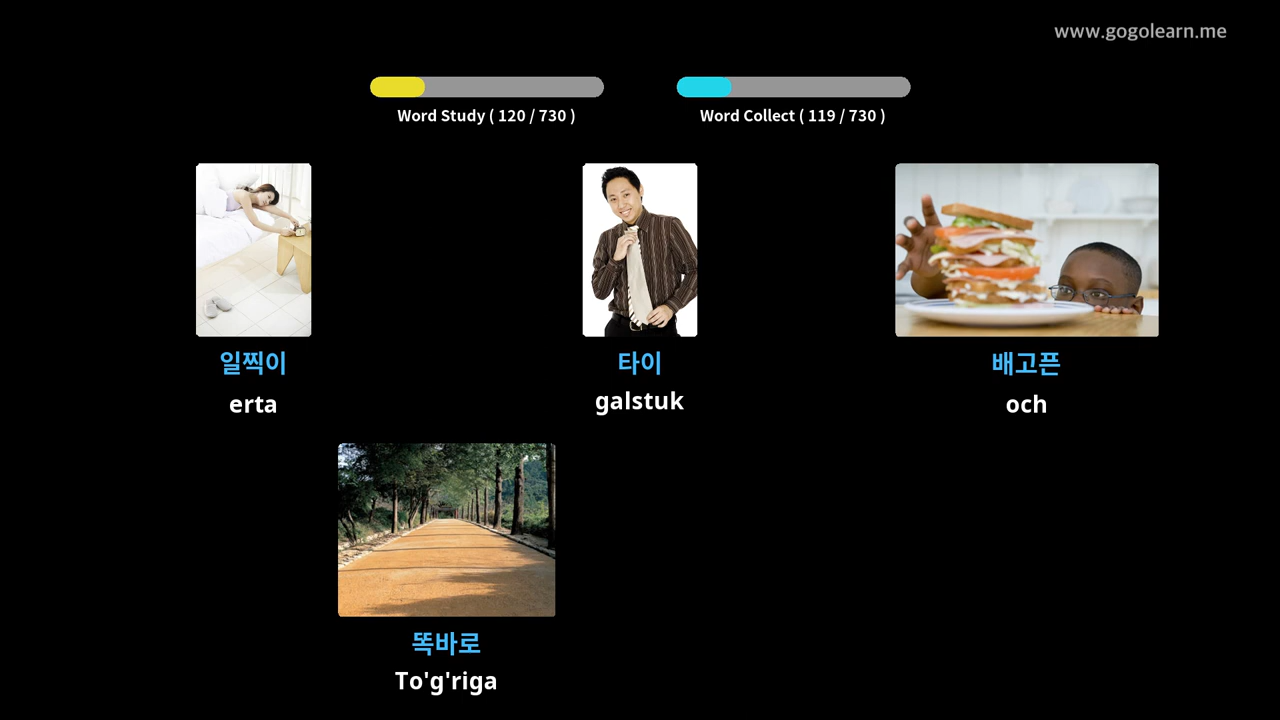 www.gogolearn.me
Word Study ( 120 / 730 )
Word Collect ( 119 / 730 )
일찍이
타이
배고픈
erta
galstuk
och
똑바로
To'g'riga